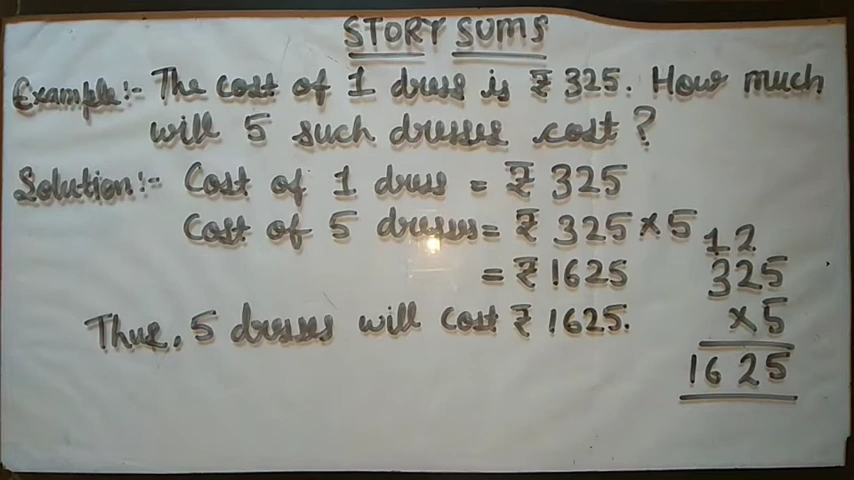 STORY SUMS
Example:- The cost of 1 dress is ₹ 325. How much
will 5 such dresses cost?
Solution:- Cost of 1 dress = ₹ 325
Cost of 5 dresses = ₹ 325 × 5
= ₹ 1625
Thus, 5 dresses will cost ₹ 1625.
1 2
325
×5
1625